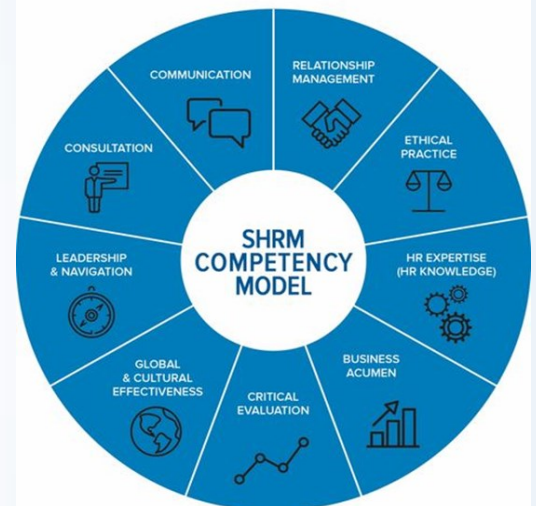 SHRM
COMPETENCY
MODEL
RELATIONSHIP
MANAGEMENT
ETHICAL
PRACTICE
HR EXPERTISE
(HR KNOWLEDGE)
BUSINESS
ACUMEN
CRITICAL
EVALUATION
GLOBAL
& CULTURAL
EFFECTIVENESS
LEADERSHIP
& NAVIGATION
CONSULTATION
COMMUNICATION